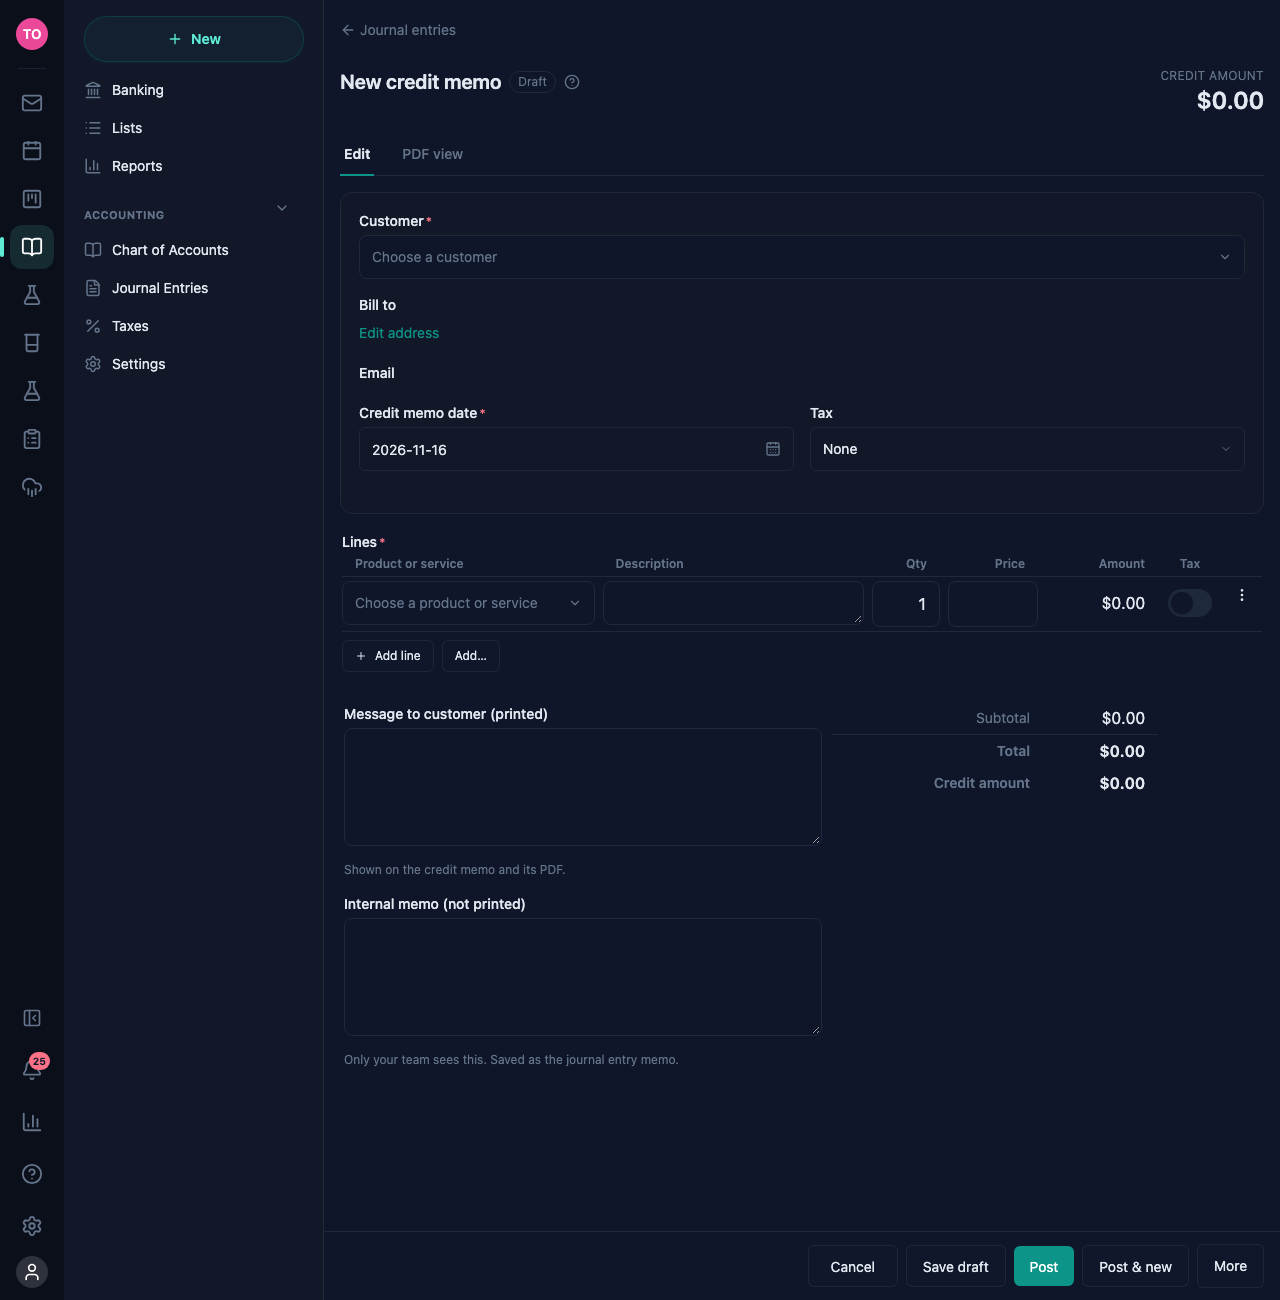 TO
New
Banking
Lists
Reports
ACCOUNTING
Chart of Accounts
Journal Entries
Taxes
Settings
25
Journal entries
New credit memo
Draft
CREDIT AMOUNT
$0.00
Edit
PDF view
Customer*
Choose a customer
Bill to
Edit address
Email
Credit memo date*
2026-11-16
Tax
None
Lines*
Product or service Description Qty Price Amount Tax
Choose a product or service 1 $0.00
Add line
Add...
Message to customer (printed)
Shown on the credit memo and its PDF.
Subtotal $0.00
Total $0.00
Credit amount $0.00
Internal memo (not printed)
Only your team sees this. Saved as the journal entry memo.
Cancel
Save draft
Post
Post & new
More